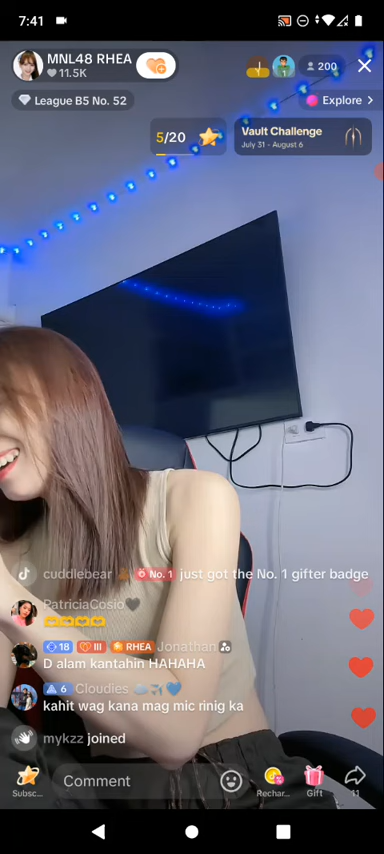 7:41
MNL48 RHEA
11.5K
200
League B5 No. 52
Explore
5/20
Vault Challenge
July 31 - August 6
cuddlebear No. 1 just got the No. 1 gifter badge
PatriciaCosio
18 III RHEA Jonathan
D alam kantahin HAHAHA
6 Cloudies
kahit wag kana mag mic rinig ka
mykzz joined
Comment
Subsc...
Rechar...
Gift
11